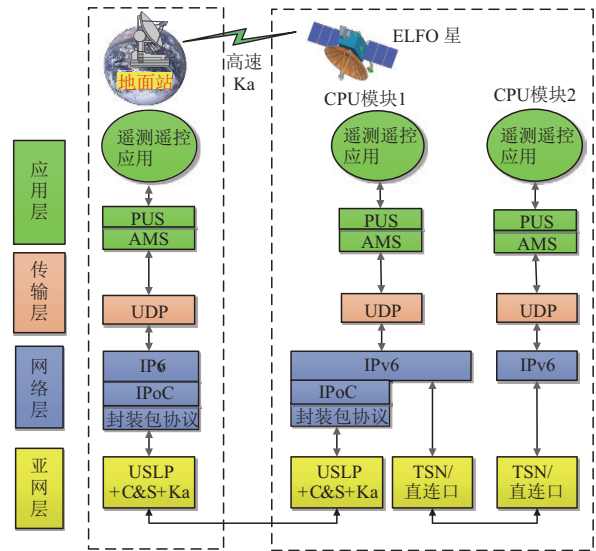 ELFO 星
高速
Ka
地面站
CPU模块1
CPU模块2
应用层
遥测遥控
应用
遥测遥控
应用
遥测遥控
应用
PUS
AMS
PUS
AMS
PUS
AMS
传输层
UDP
UDP
UDP
网络层
IPv6
IPoC
封装包协议
IPv6
IPoC
封装包协议
IPv6
亚网层
USLP
+C&S+Ka
USLP
+C&S+Ka
TSN/
直连口
TSN/
直连口